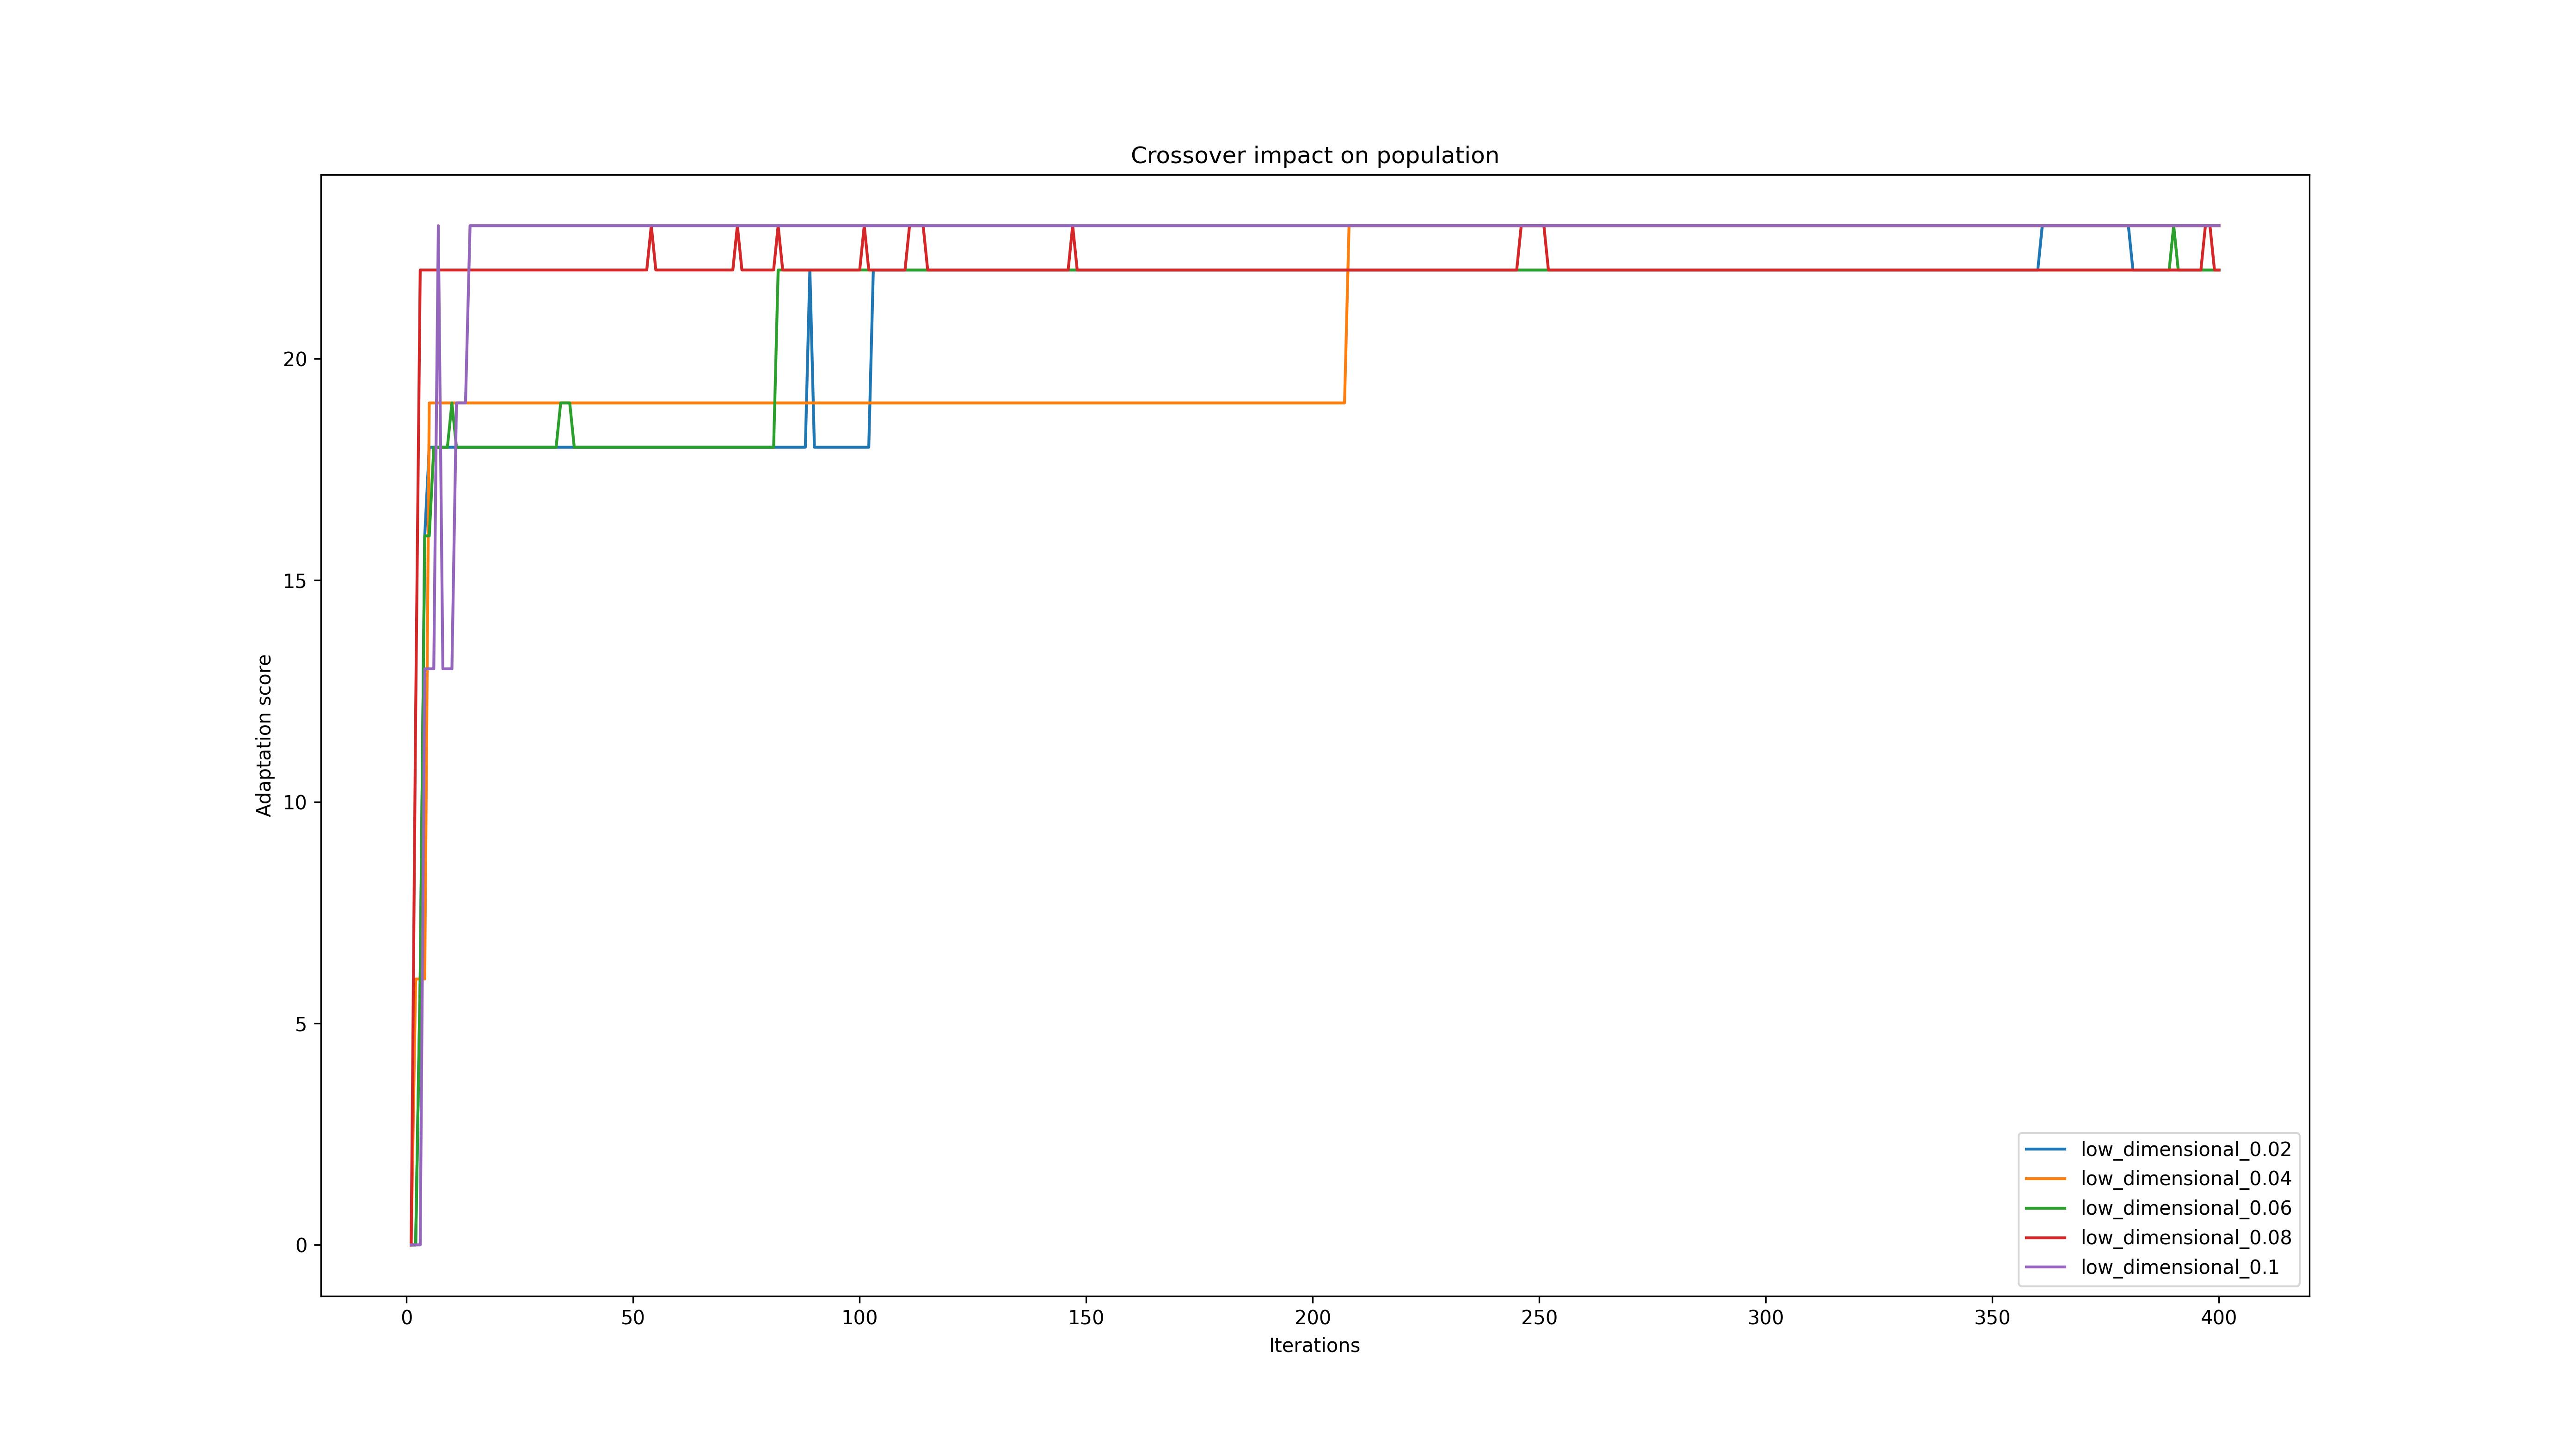 Crossover impact on population
Adaptation score
20
15
10
5
0
0 50 100 150 200 250 300 350 400
Iterations
low_dimensional_0.02
low_dimensional_0.04
low_dimensional_0.06
low_dimensional_0.08
low_dimensional_0.1